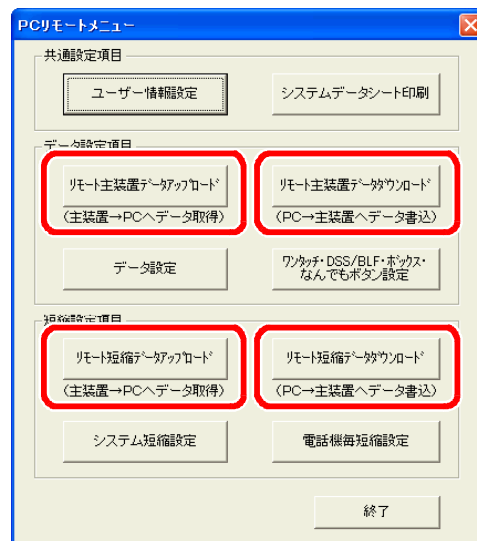 PCリモートメニュー
共通設定項目
ユーザー情報設定
システムデータシート印刷
データ設定項目
リモート主装置データアップロード
リモート主装置データダウンロード
(主装置→PCへデータ取得)
(PC→主装置へデータ書込)
データ設定
ワンタッチ・DSS/BLF・ボックス・
なんでもボタン設定
短縮設定項目
リモート短縮データアップロード
リモート短縮データダウンロード
(主装置→PCへデータ取得)
(PC→主装置へデータ書込)
システム短縮設定
電話機毎短縮設定
終了